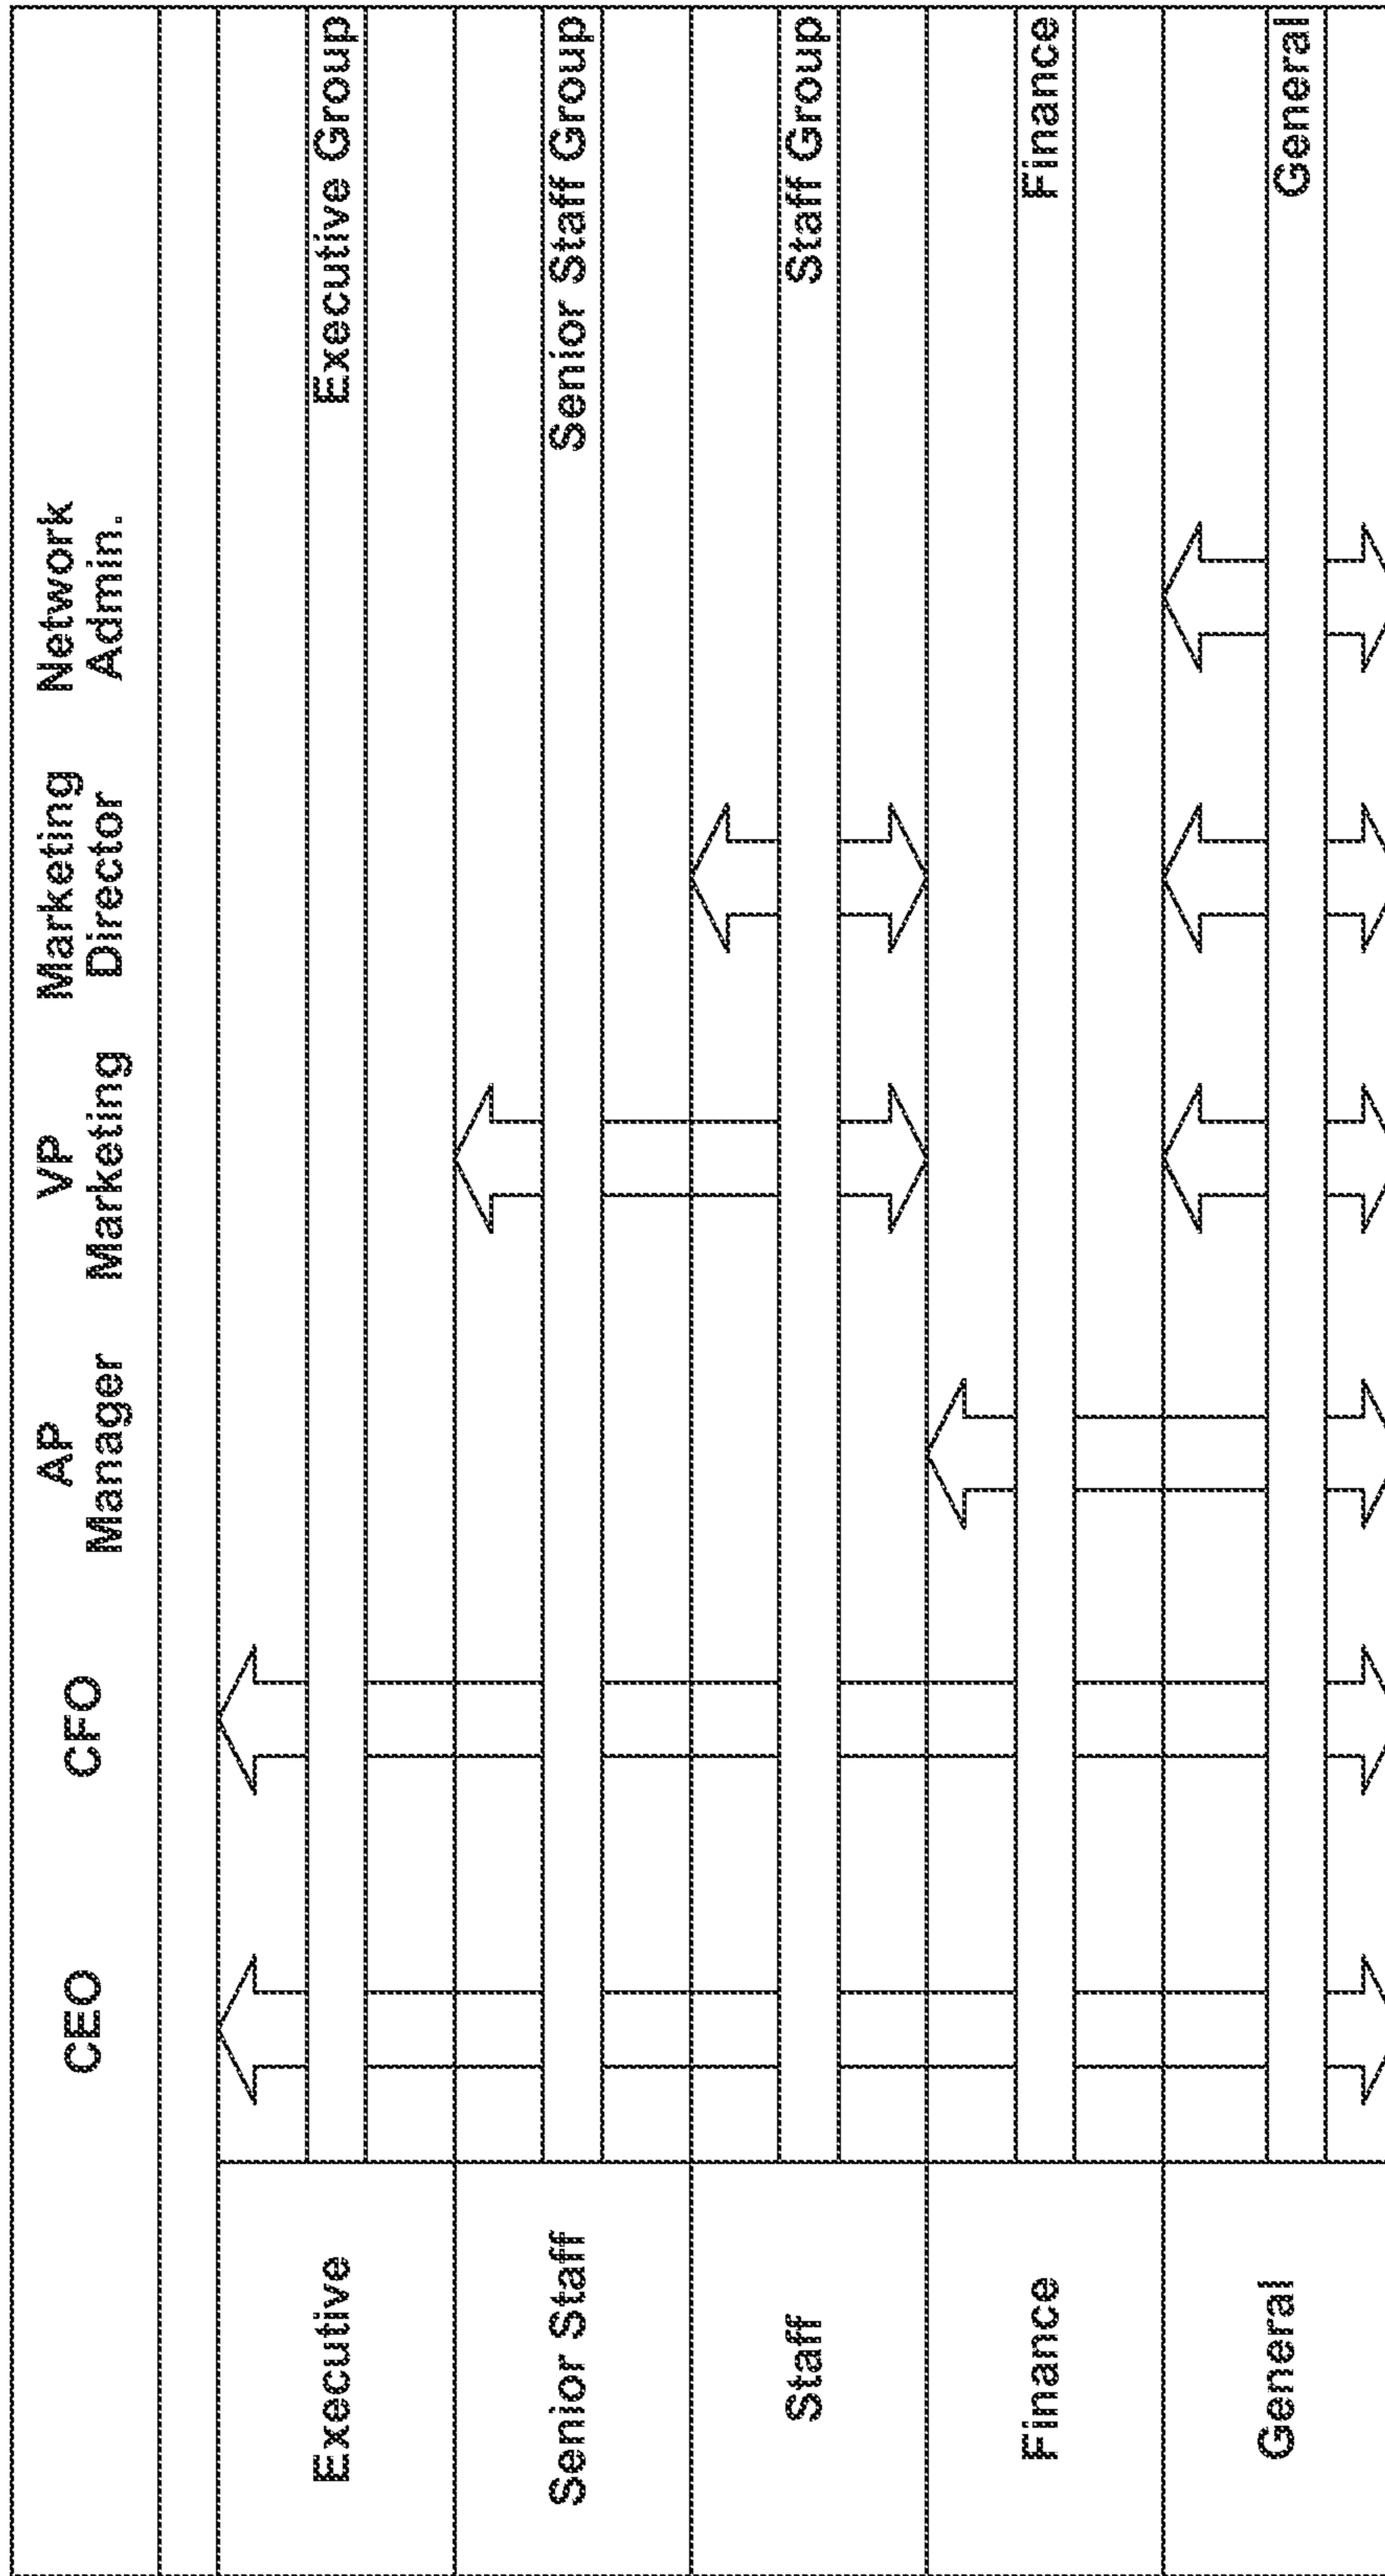 CEO
CFO
AP
Manager
VP
Marketing
Marketing
Director
Network
Admin.
Executive
Executive Group
Senior Staff
Senior Staff Group
Staff
Staff Group
Finance
Finance
General
General